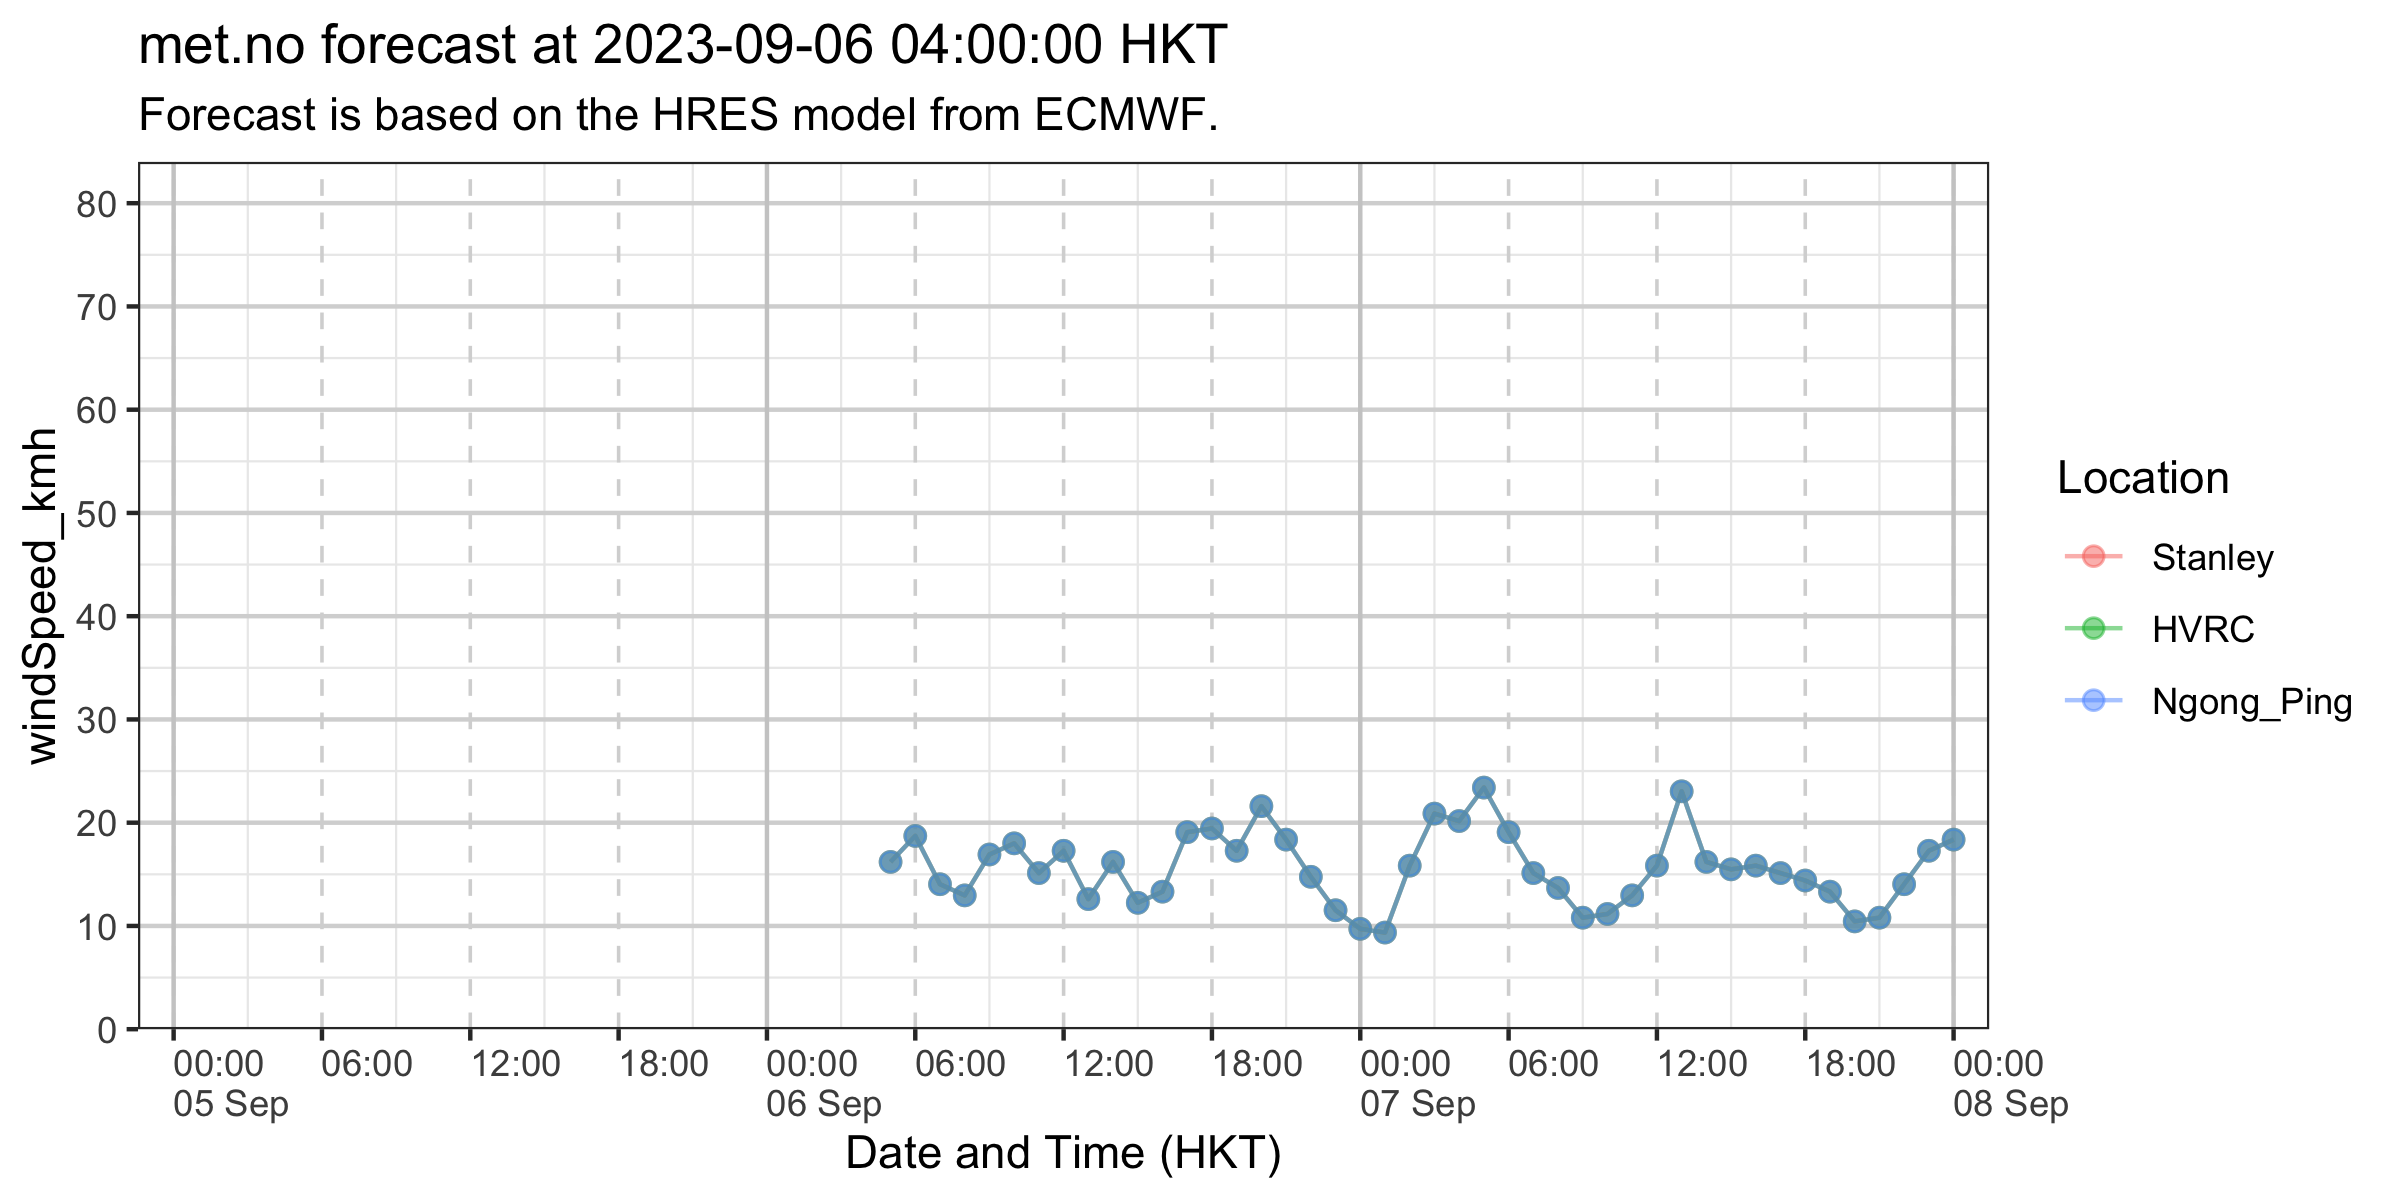 met.no forecast at 2023-09-06 04:00:00 HKT
Forecast is based on the HRES model from ECMWF.
windSpeed_kmh
80
70
60
50
40
30
20
10
0
00:00 06:00 12:00 18:00 00:00 06:00 12:00 18:00 00:00 06:00 12:00 18:00 00:00
05 Sep 06 Sep 07 Sep 08 Sep
Date and Time (HKT)
Location
Stanley
HVRC
Ngong_Ping